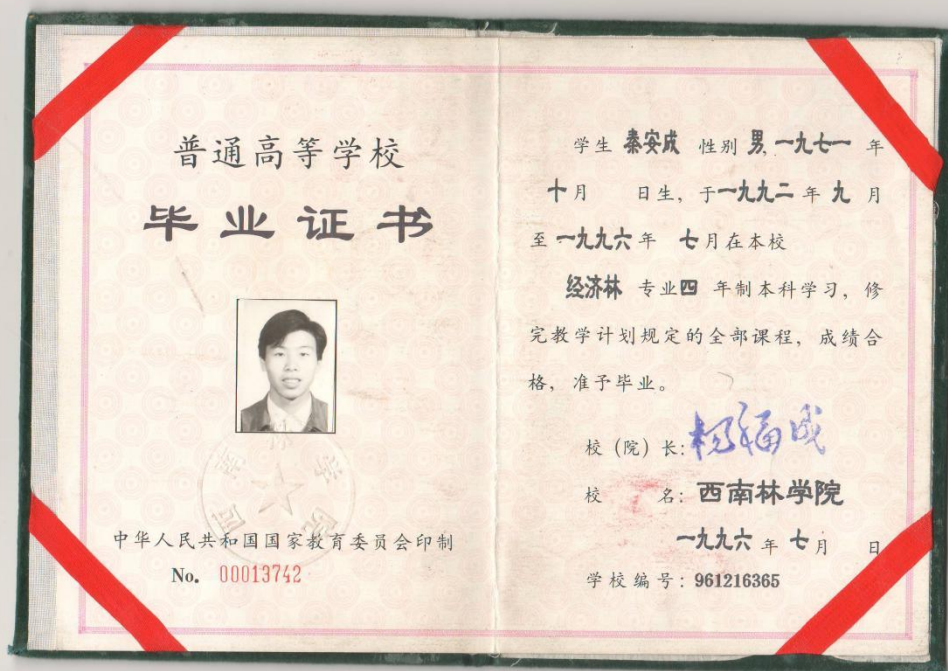 普通高等学校
毕业证书
中华人民共和国国家教育委员会印制
No. 00013742
学生 秦安成 性别 男,一九七一 年
十月 日生,于一九九二年 九 月
至一九九六年 七月在本校
经济林 专业四 年制本科学习,修
完教学计划规定的全部课程,成绩合
格,准予毕业。
校(院)长:杨福成
校 名:西南林学院
一九九六 年 七月 日
学校编号:961216365